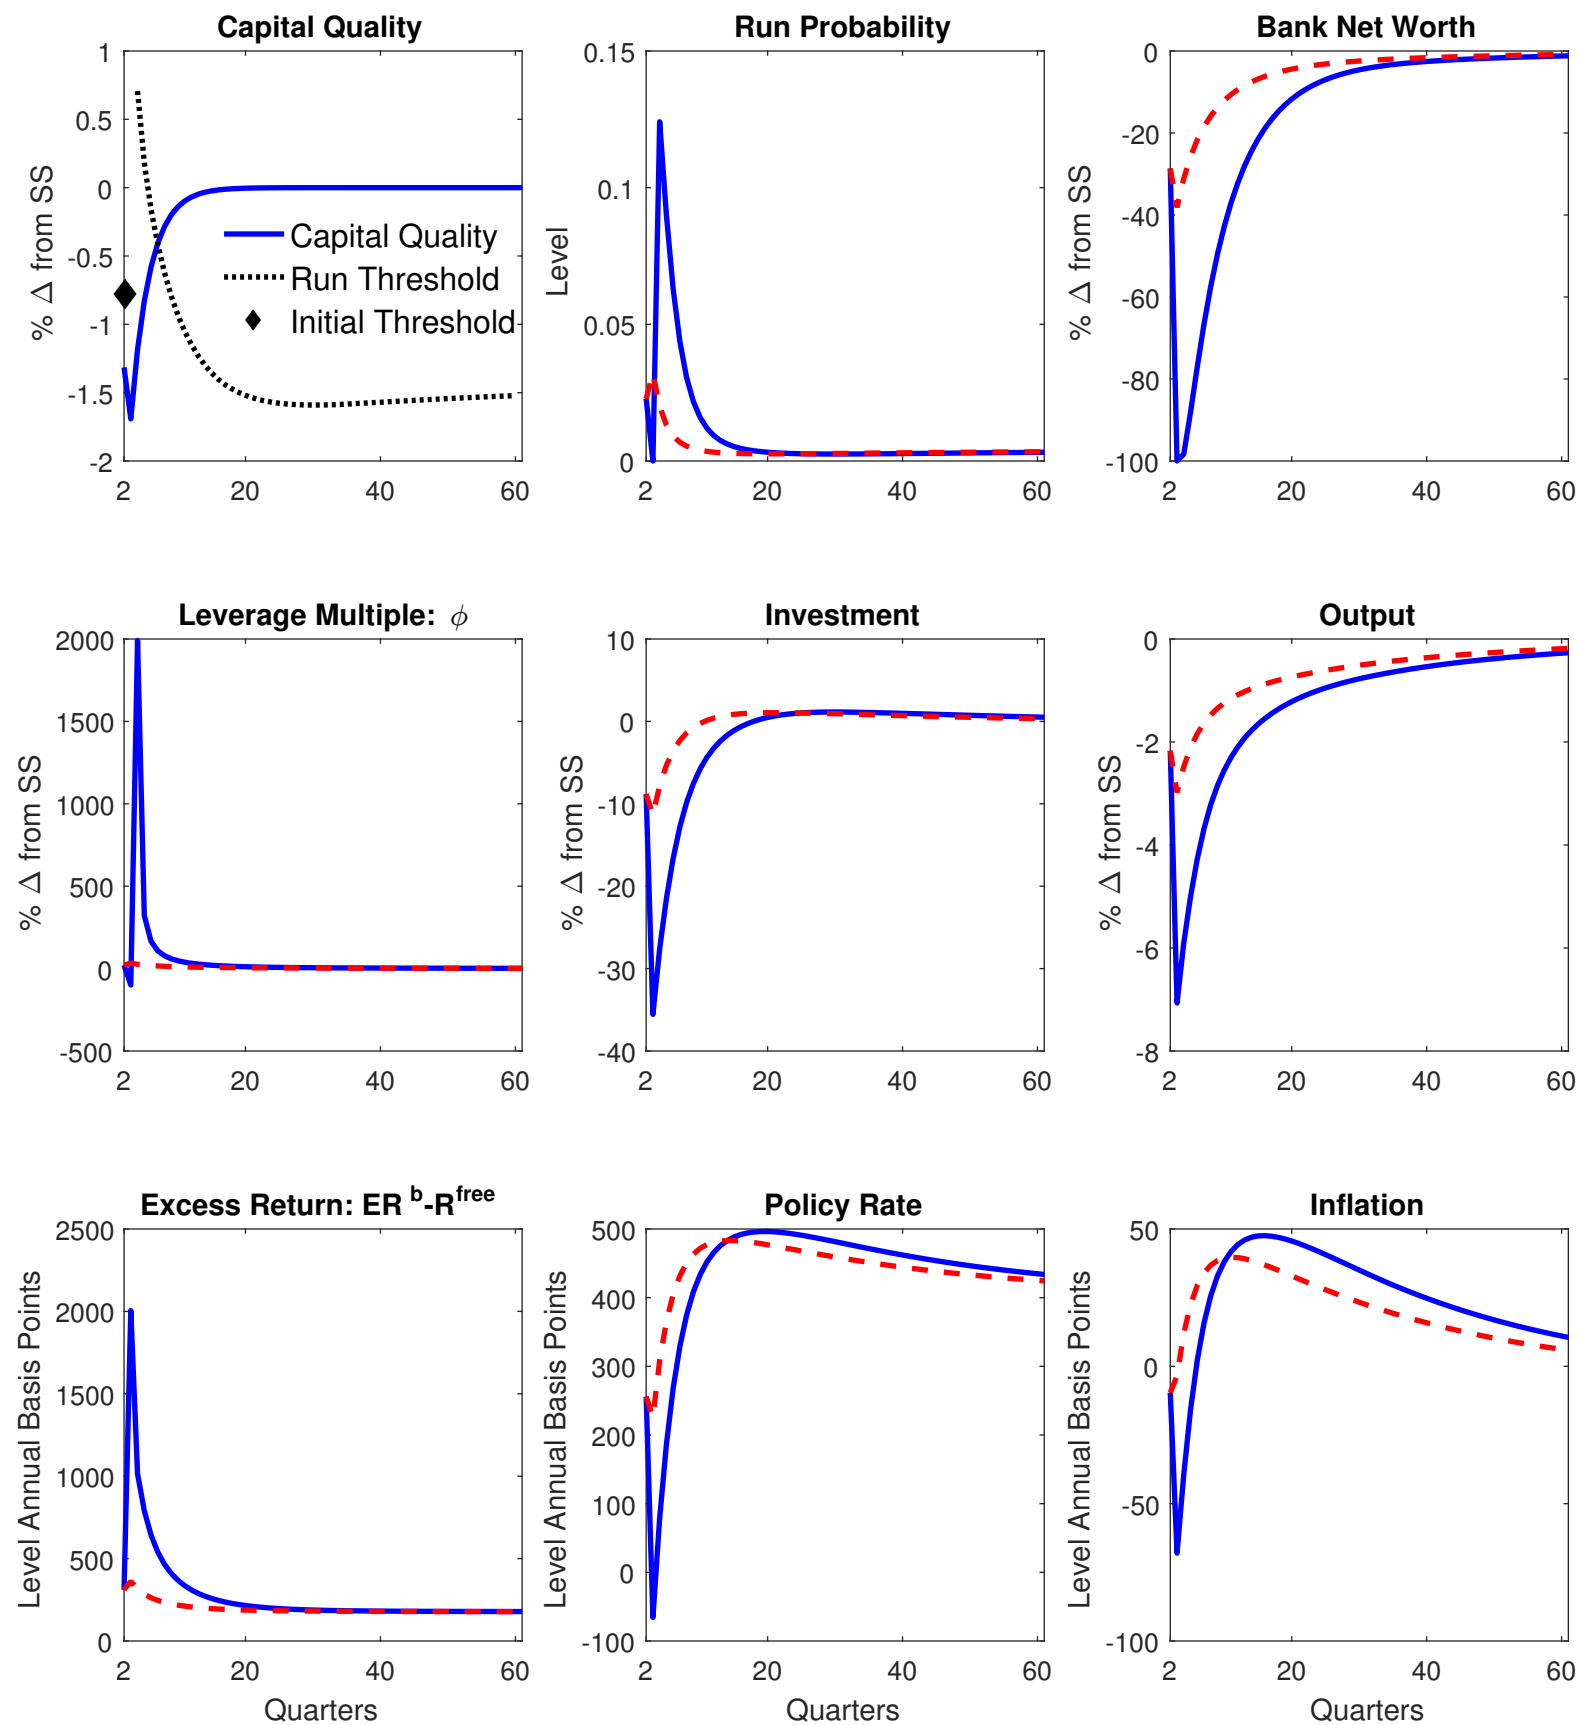 Capital Quality
% Δ from SS
1
0.5
0
-0.5
-1
-1.5
-2
2 20 40 60
Capital Quality
Run Threshold
Initial Threshold
Run Probability
Level
0.15
0.1
0.05
0
2 20 40 60
Bank Net Worth
% Δ from SS
0
-20
-40
-60
-80
-100
2 20 40 60
Leverage Multiple: ϕ
% Δ from SS
2000
1500
1000
500
0
-500
2 20 40 60
Investment
% Δ from SS
10
0
-10
-20
-30
-40
2 20 40 60
Output
% Δ from SS
0
-2
-4
-6
-8
2 20 40 60
Excess Return: ER b-Rfree
Level Annual Basis Points
2500
2000
1500
1000
500
0
2 20 40 60
Quarters
Policy Rate
Level Annual Basis Points
500
400
300
200
100
0
-100
2 20 40 60
Quarters
Inflation
Level Annual Basis Points
50
0
-50
-100
2 20 40 60
Quarters